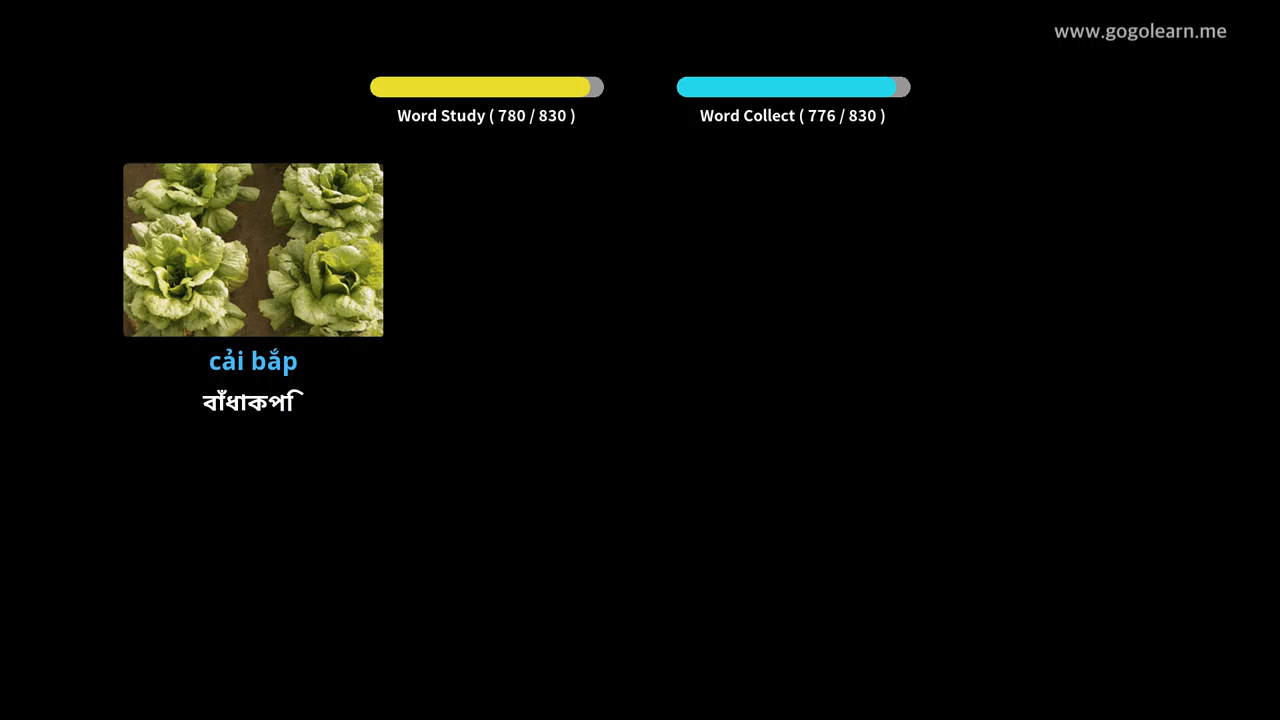 www.gogolearn.me
Word Study ( 780 / 830 )
Word Collect ( 776 / 830 )
cải bắp
বাঁধাকপি